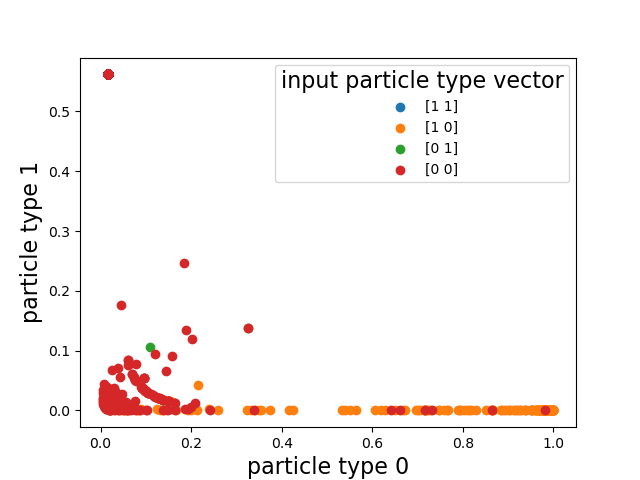 input particle type vector
[1 1]
[1 0]
[0 1]
[0 0]
particle type 1
0.5
0.4
0.3
0.2
0.1
0.0
0.0 0.2 0.4 0.6 0.8 1.0
particle type 0